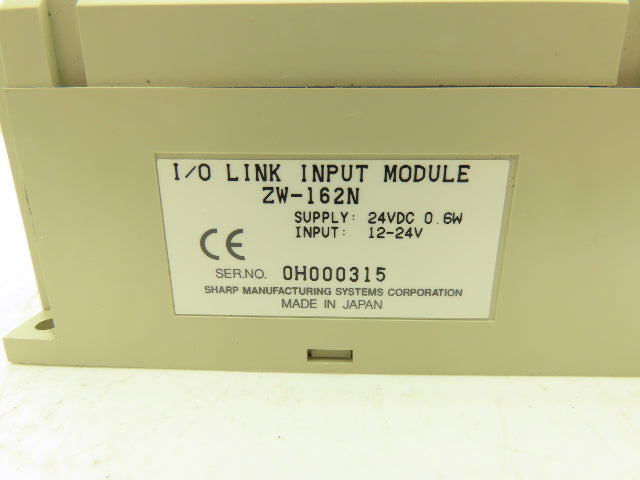 I/O LINK INPUT MODULE
ZW-162N
SUPPLY: 24VDC 0.6W
INPUT: 12-24V
CE
SER.NO. 0H000315
SHARP MANUFACTURING SYSTEMS CORPORATION
MADE IN JAPAN